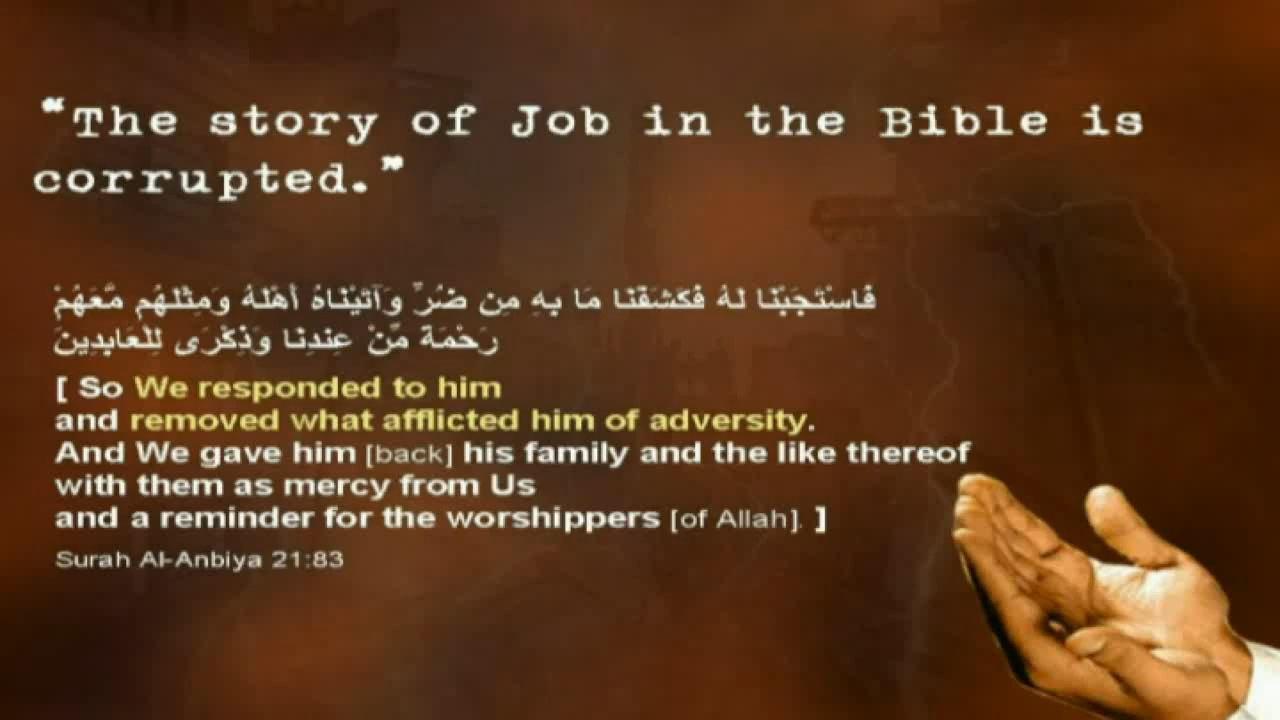 “The story of Job in the Bible is
corrupted.”
فَاسْتَجَبْنَا لَهُ فَكَشَفْنَا مَا بِهِ مِن ضُرٍّ وَآتَيْنَاهُ أَهْلَهُ وَمِثْلَهُم مَّعَهُمْ
رَحْمَةً مِّنْ عِندِنَا وَذِكْرَى لِلْعَابِدِينَ
[ So We responded to him
and removed what afflicted him of adversity.
And We gave him [back] his family and the like thereof
with them as mercy from Us
and a reminder for the worshippers [of Allah]. ]
Surah Al-Anbiya 21:83